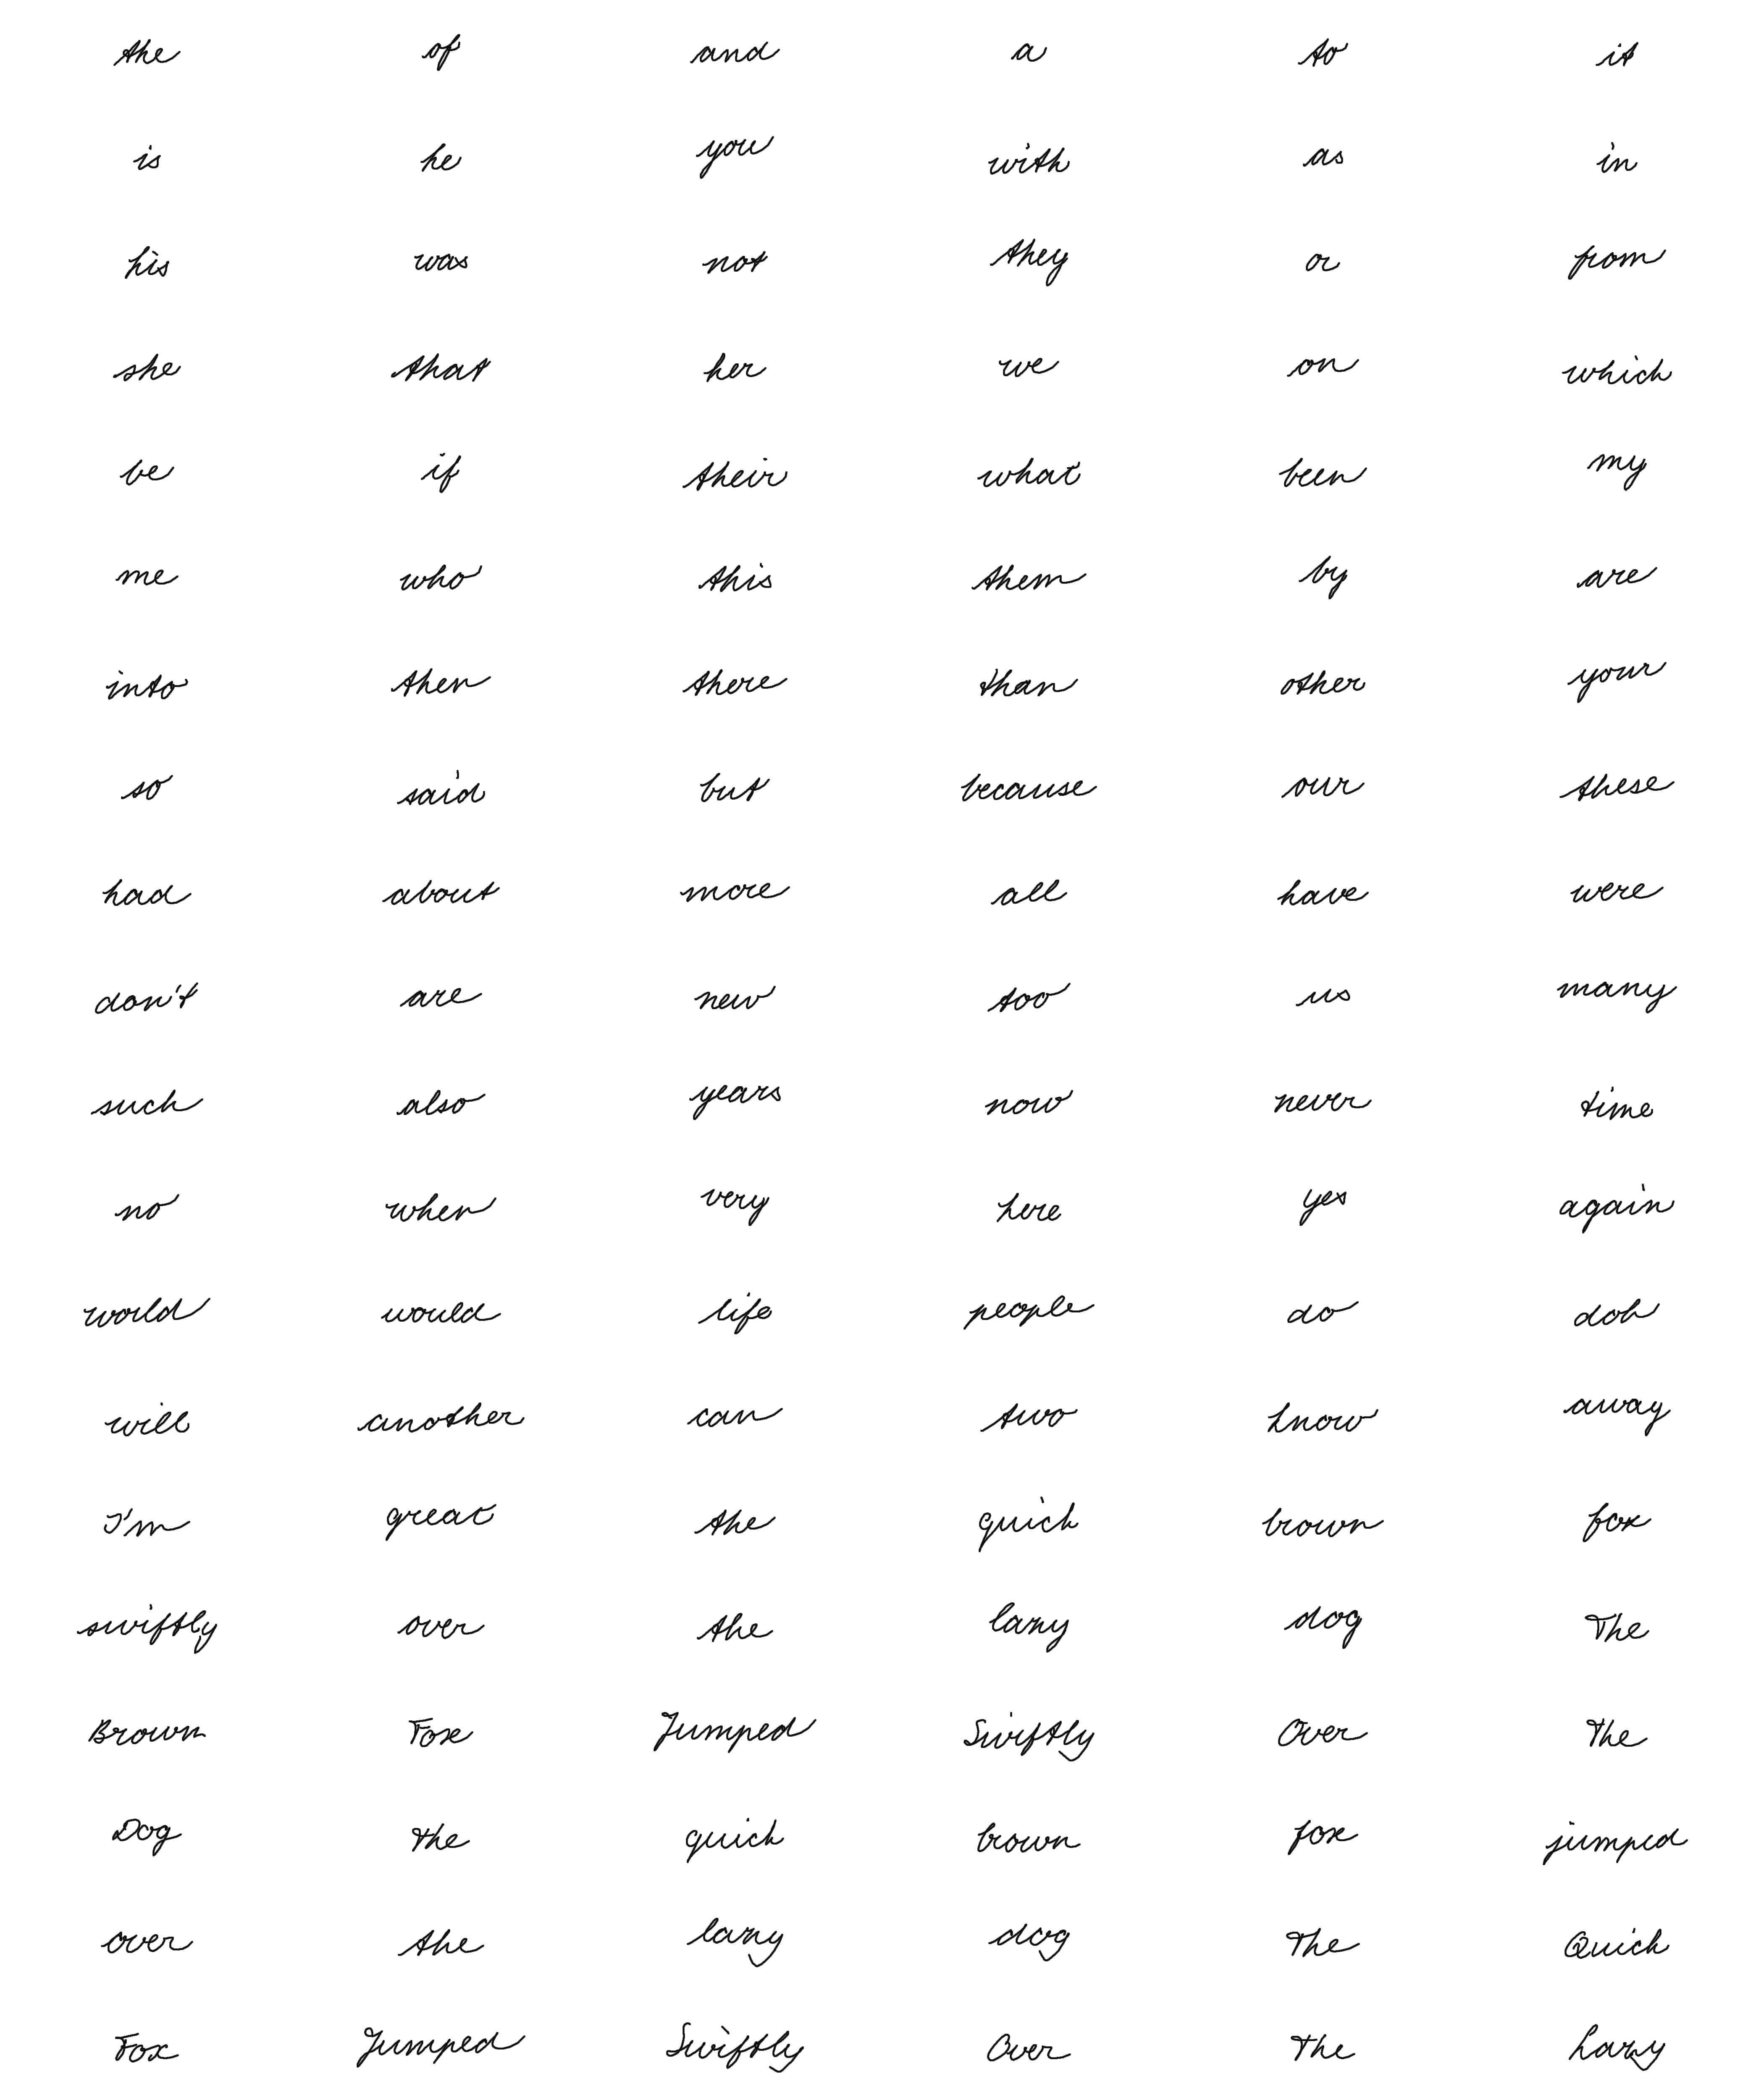 the of and a to it
is he you with as in
his was not they or from
she that her we on which
be if their what been my
me who this them by are
into then there than other your
so said but because our these
had about more all have were
don't are new too us many
such also years now never time
no when very here yes again
world would life people do doh
will another can two know away
I'm great the quick brown fox
swiftly over the lazy dog The
Brown Fox Jumped Swiftly Over The
Dog the quick brown fox jumped
over the lazy dog The Quick
Fox Jumped Swiftly Over The Lazy